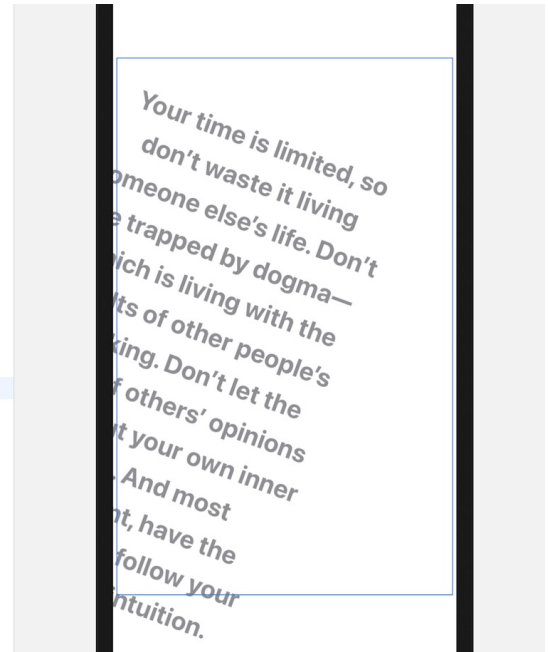 Your time is limited, so
don’t waste it living
omeone else’s life. Don’t
trapped by dogma—
ich is living with the
lts of other people’s
king. Don’t let the
f others’ opinions
t your own inner
. And most
nt, have the
follow your
intuition.